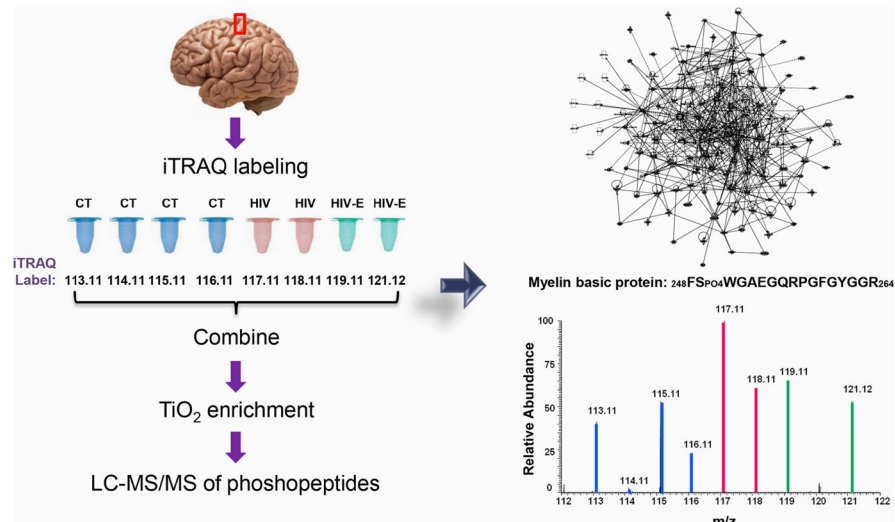 iTRAQ labeling
CT CT CT CT HIV HIV HIV-E HIV-E
iTRAQ
Label: 113.11 114.11 115.11 116.11 117.11 118.11 119.11 121.12
Combine
TiO₂ enrichment
LC-MS/MS of phoshopeptides
Myelin basic protein: ₂₄₈FSPO4WGAEGQRPGFGYGGR₂₆₄
117.11
100
75
50
25
0
Relative Abundance
113.11
114.11
115.11
116.11
118.11
119.11
121.12
112 113 114 115 116 117 118 119 120 121 122
m/z